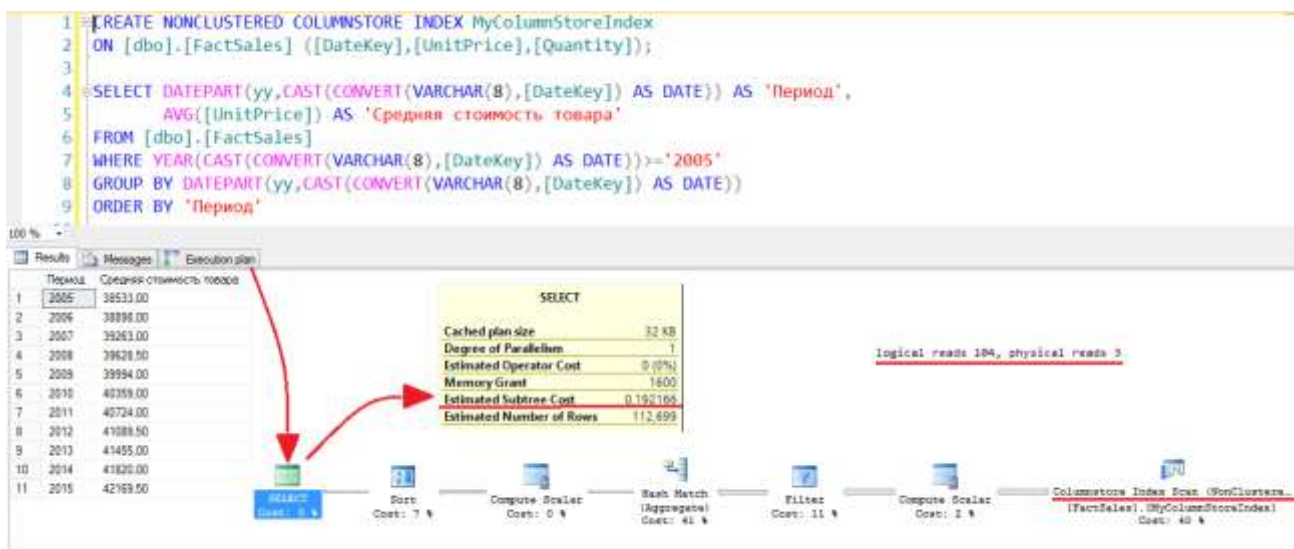 1 CREATE NONCLUSTERED COLUMNSTORE INDEX MyColumnStoreIndex
2 ON [dbo].[FactSales] ([DateKey],[UnitPrice],[Quantity]);
3
4 SELECT DATEPART(yy,CAST(CONVERT(VARCHAR(8),[DateKey]) AS DATE)) AS 'Период',
5 AVG([UnitPrice]) AS 'Средняя стоимость товара'
6 FROM [dbo].[FactSales]
7 WHERE YEAR(CAST(CONVERT(VARCHAR(8),[DateKey]) AS DATE))>='2005'
8 GROUP BY DATEPART(yy,CAST(CONVERT(VARCHAR(8),[DateKey]) AS DATE))
9 ORDER BY 'Период'
100 %
Results Messages Execution plan
Период Средняя стоимость товара
1 2005 38533.00
2 2006 38898.00
3 2007 39263.00
4 2008 39628.50
5 2009 39994.00
6 2010 40359.00
7 2011 40724.00
8 2012 41089.50
9 2013 41455.00
10 2014 41820.00
11 2015 42169.50
SELECT
Cached plan size 32 KB
Degree of Parallelism 1
Estimated Operator Cost 0 (0%)
Memory Grant 1600
Estimated Subtree Cost 0.192166
Estimated Number of Rows 112.699
logical reads 104, physical reads 3
SELECT
Cost: 0 %
Sort
Cost: 7 %
Compute Scalar
Cost: 0 %
Hash Match
(Aggregate)
Cost: 41 %
Filter
Cost: 11 %
Compute Scalar
Cost: 1 %
Columnstore Index Scan (NonClustere...
[FactSales].[MyColumnStoreIndex]
Cost: 40 %